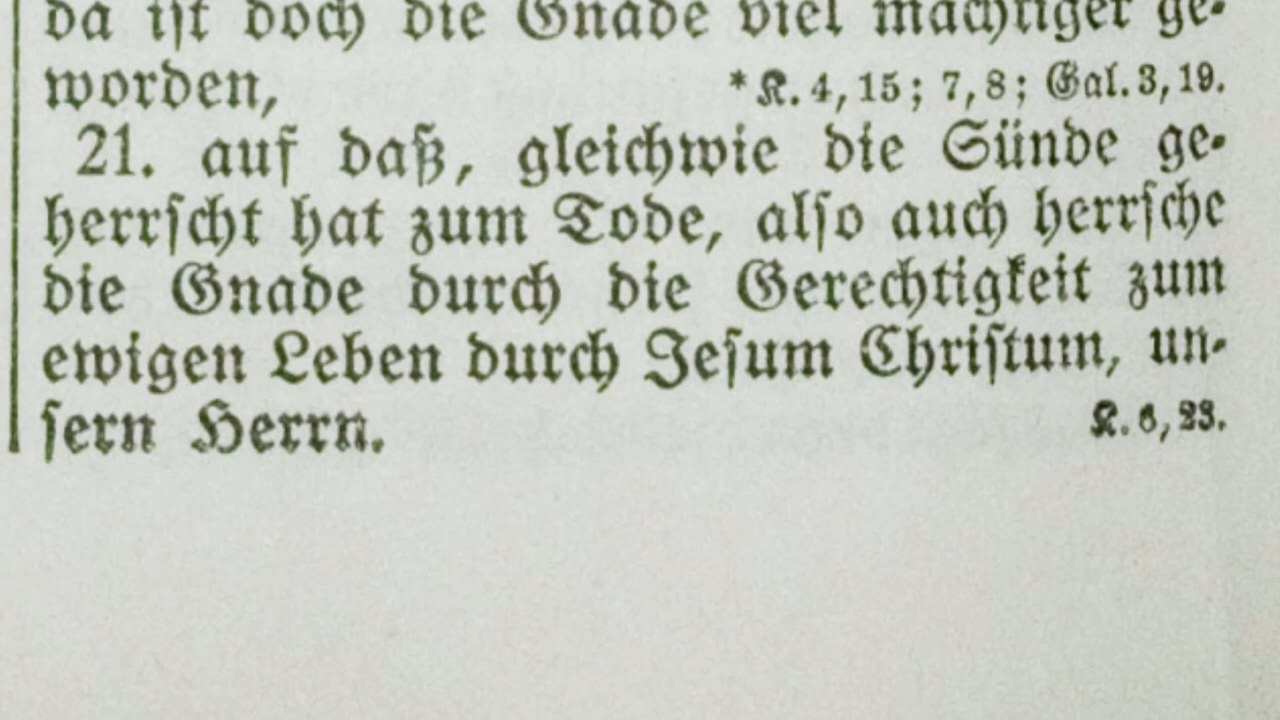 da ist doch die Gnade viel mächtiger ge-
worden, *K. 4, 15; 7, 8; Gal. 3, 19.
21. auf daß, gleichwie die Sünde ge-
herrscht hat zum Tode, also auch herrsche
die Gnade durch die Gerechtigkeit zum
ewigen Leben durch Jesum Christum, un-
sern Herrn. K. 6, 23.